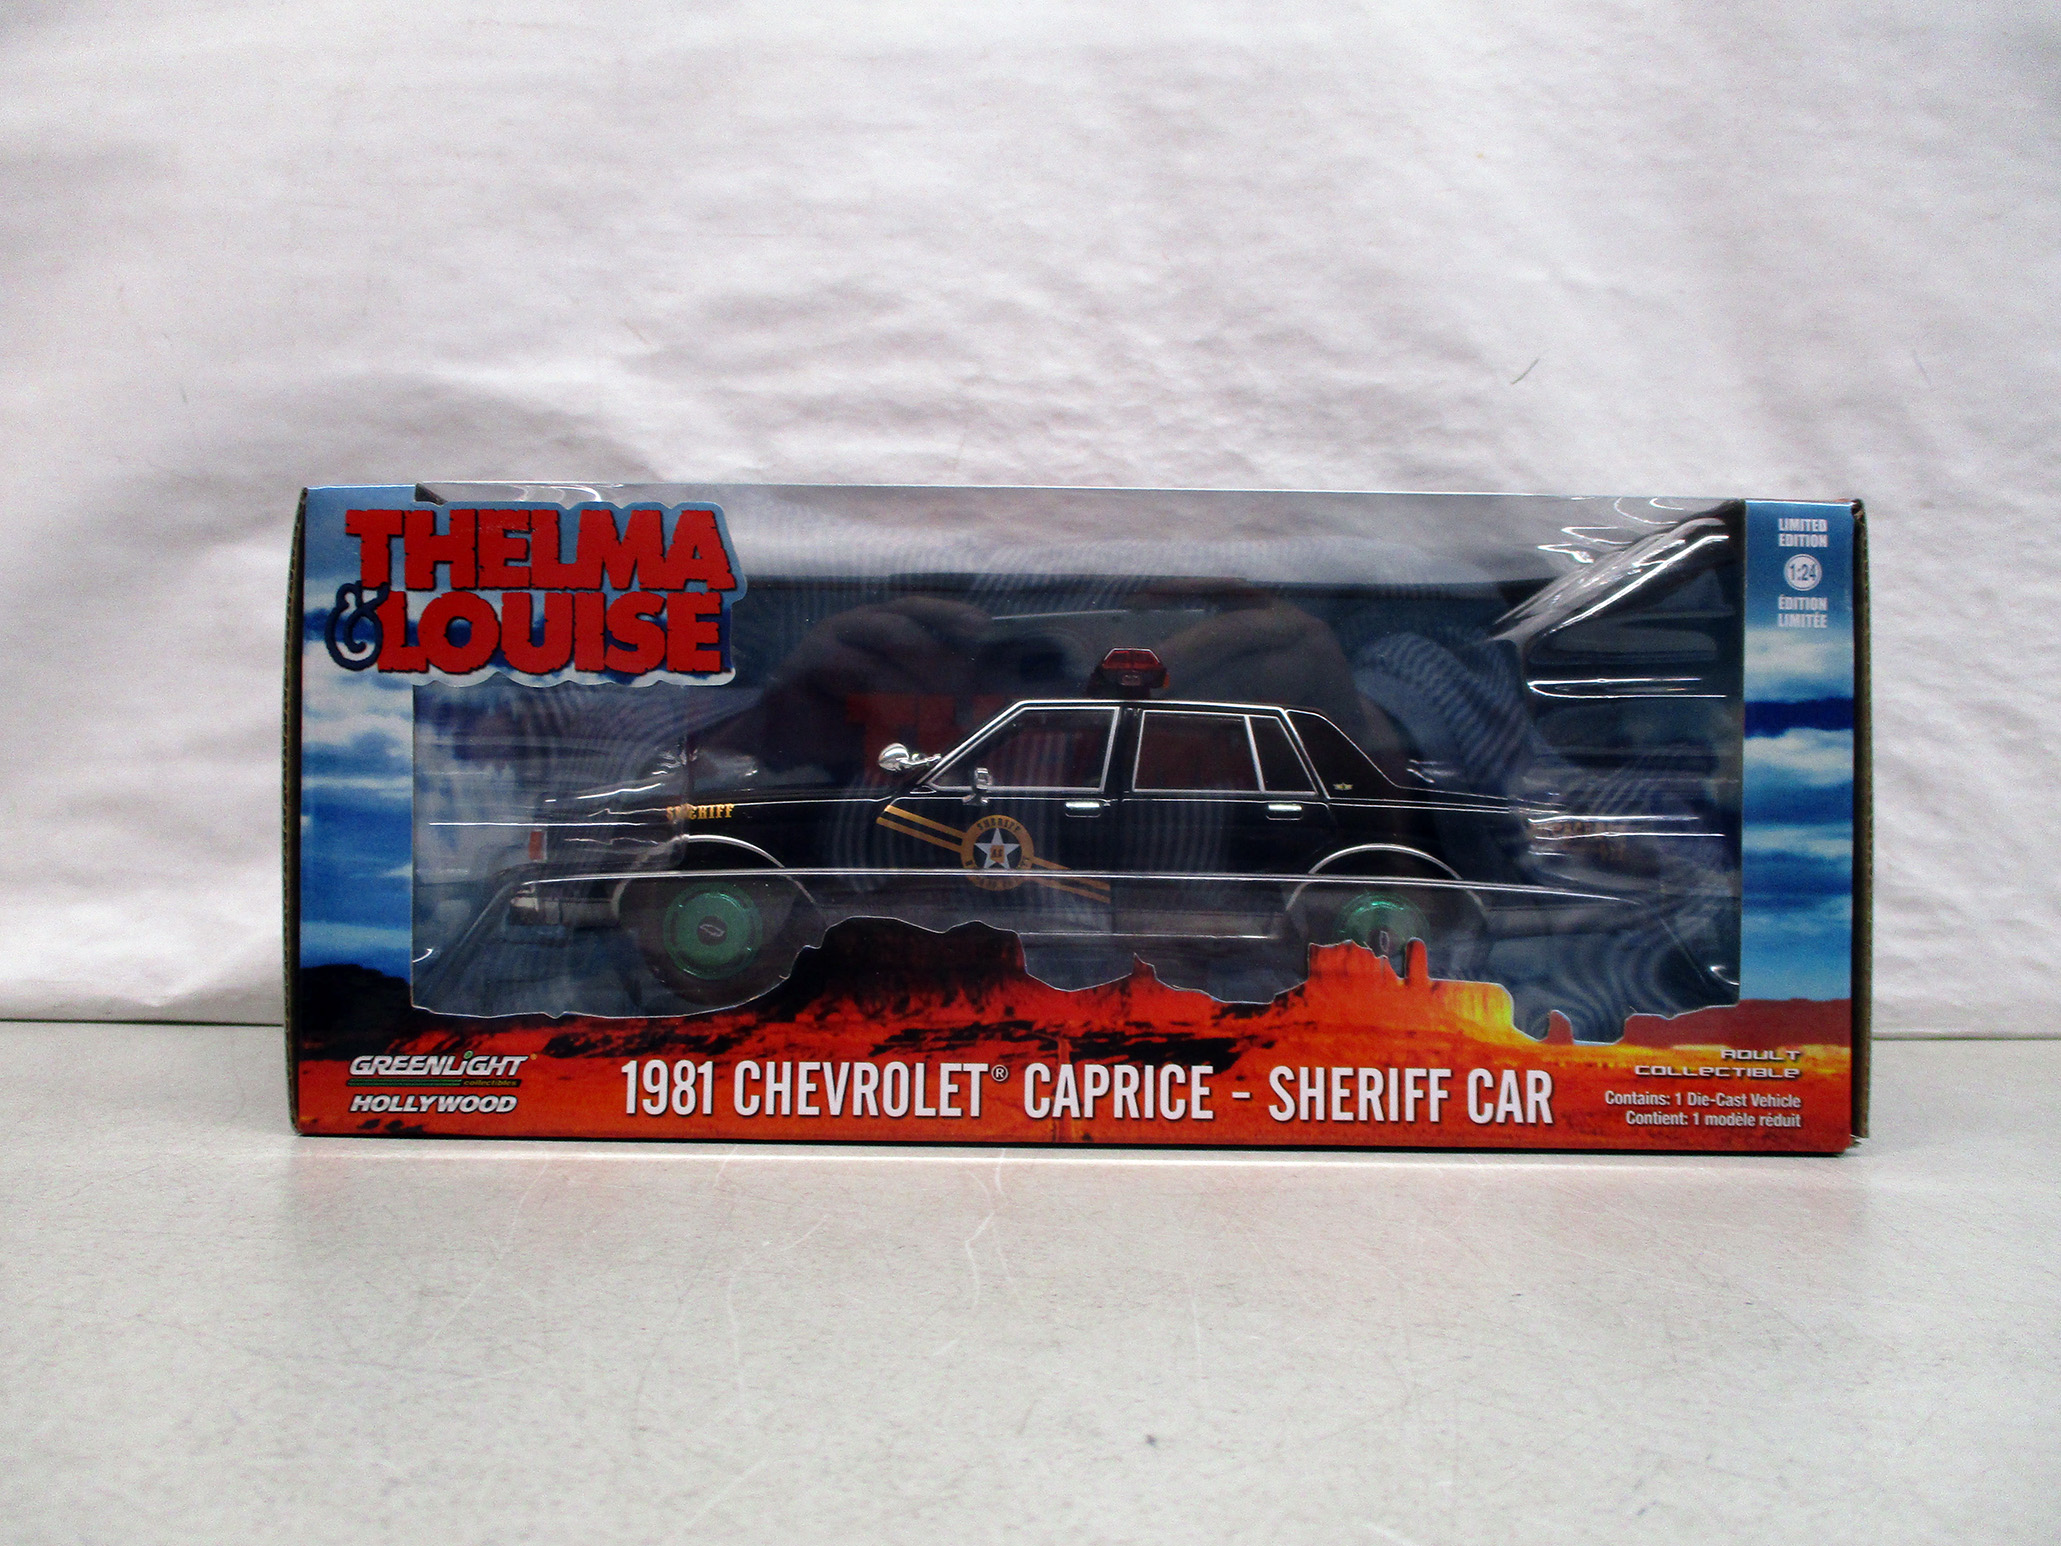 THELMA
& LOUISE
LIMITED
EDITION
1:24
ÉDITION
LIMITÉE
SHERIFF
SHERIFF
GREENLiGHT
collectibles
HOLLYWOOD
1981 CHEVROLET® CAPRICE - SHERIFF CAR
ADULT
COLLECTIBLE
Contains: 1 Die-Cast Vehicle
Contient: 1 modèle réduit